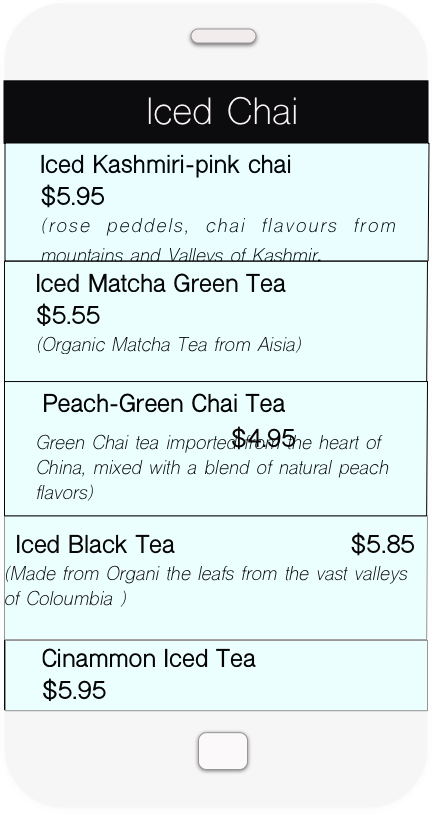 Iced Chai
Iced Kashmiri-pink chai
$5.95
(rose peddels, chai flavours from
mountains and Valleys of Kashmir.
Iced Matcha Green Tea
$5.55
(Organic Matcha Tea from Aisia)
Peach-Green Chai Tea
$4.95
Green Chai tea imported from the heart of
China, mixed with a blend of natural peach
flavors)
Iced Black Tea $5.85
(Made from Organi the leafs from the vast valleys
of Coloumbia )
Cinammon Iced Tea
$5.95